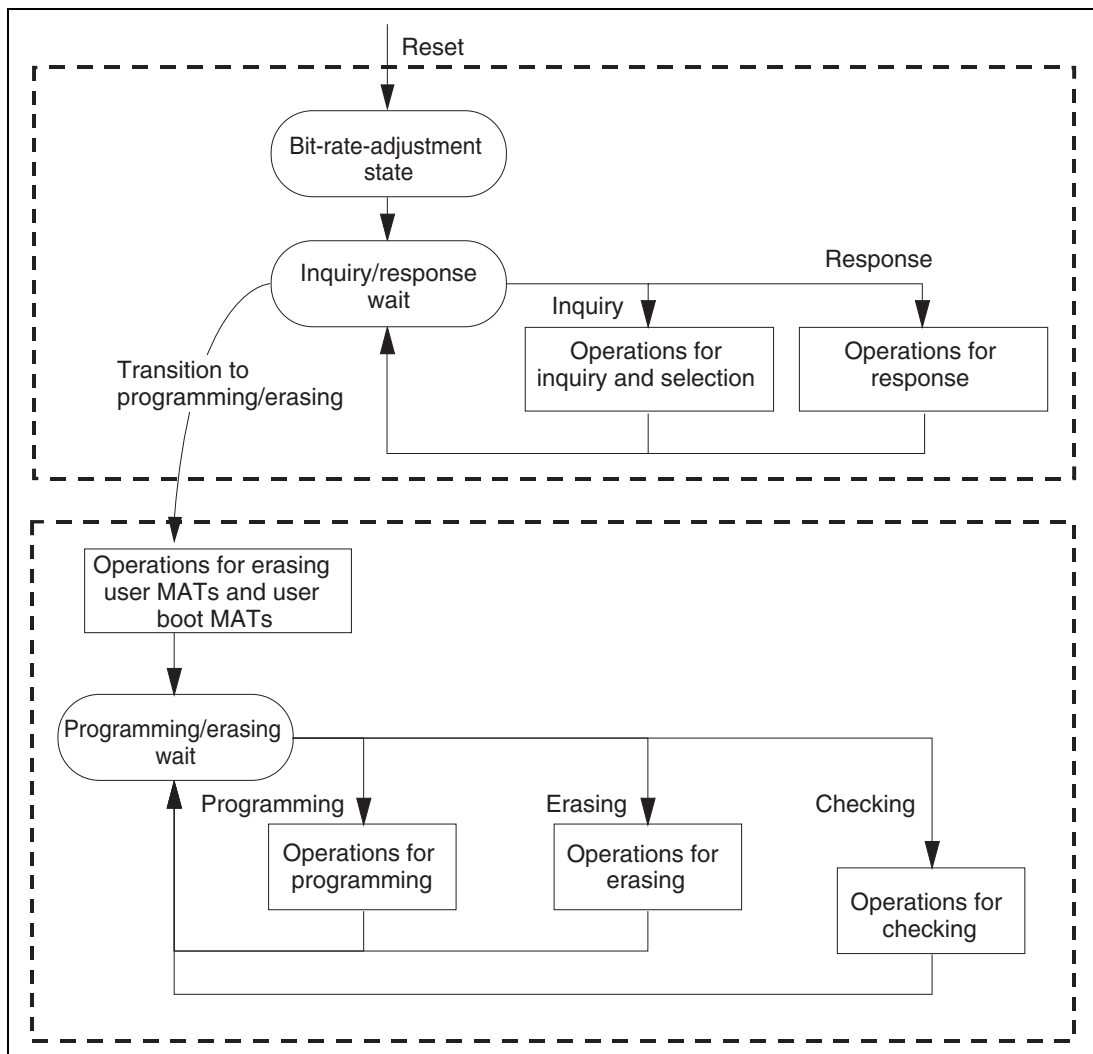 Reset
Bit-rate-adjustment
state
Inquiry/response
wait
Response
Inquiry
Operations for
inquiry and selection
Operations for
response
Transition to
programming/erasing
Operations for erasing
user MATs and user
boot MATs
Programming/erasing
wait
Programming
Erasing
Checking
Operations for
programming
Operations for
erasing
Operations for
checking